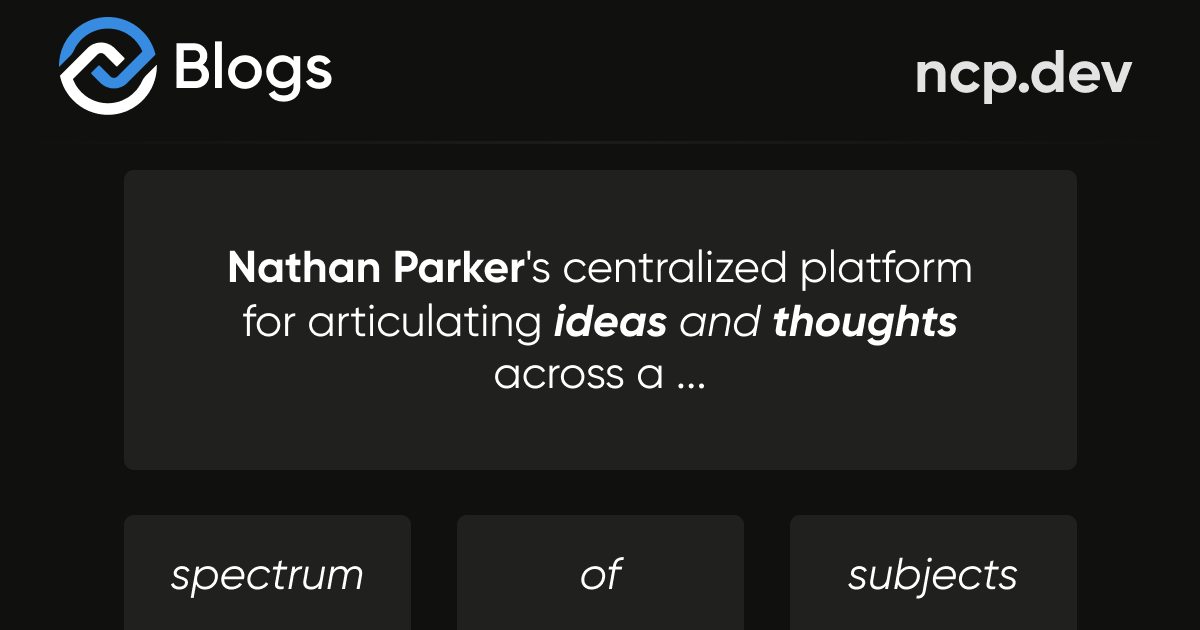 Blogs
ncp.dev
Nathan Parker's centralized platform
for articulating ideas and thoughts
across a ...
spectrum
of
subjects